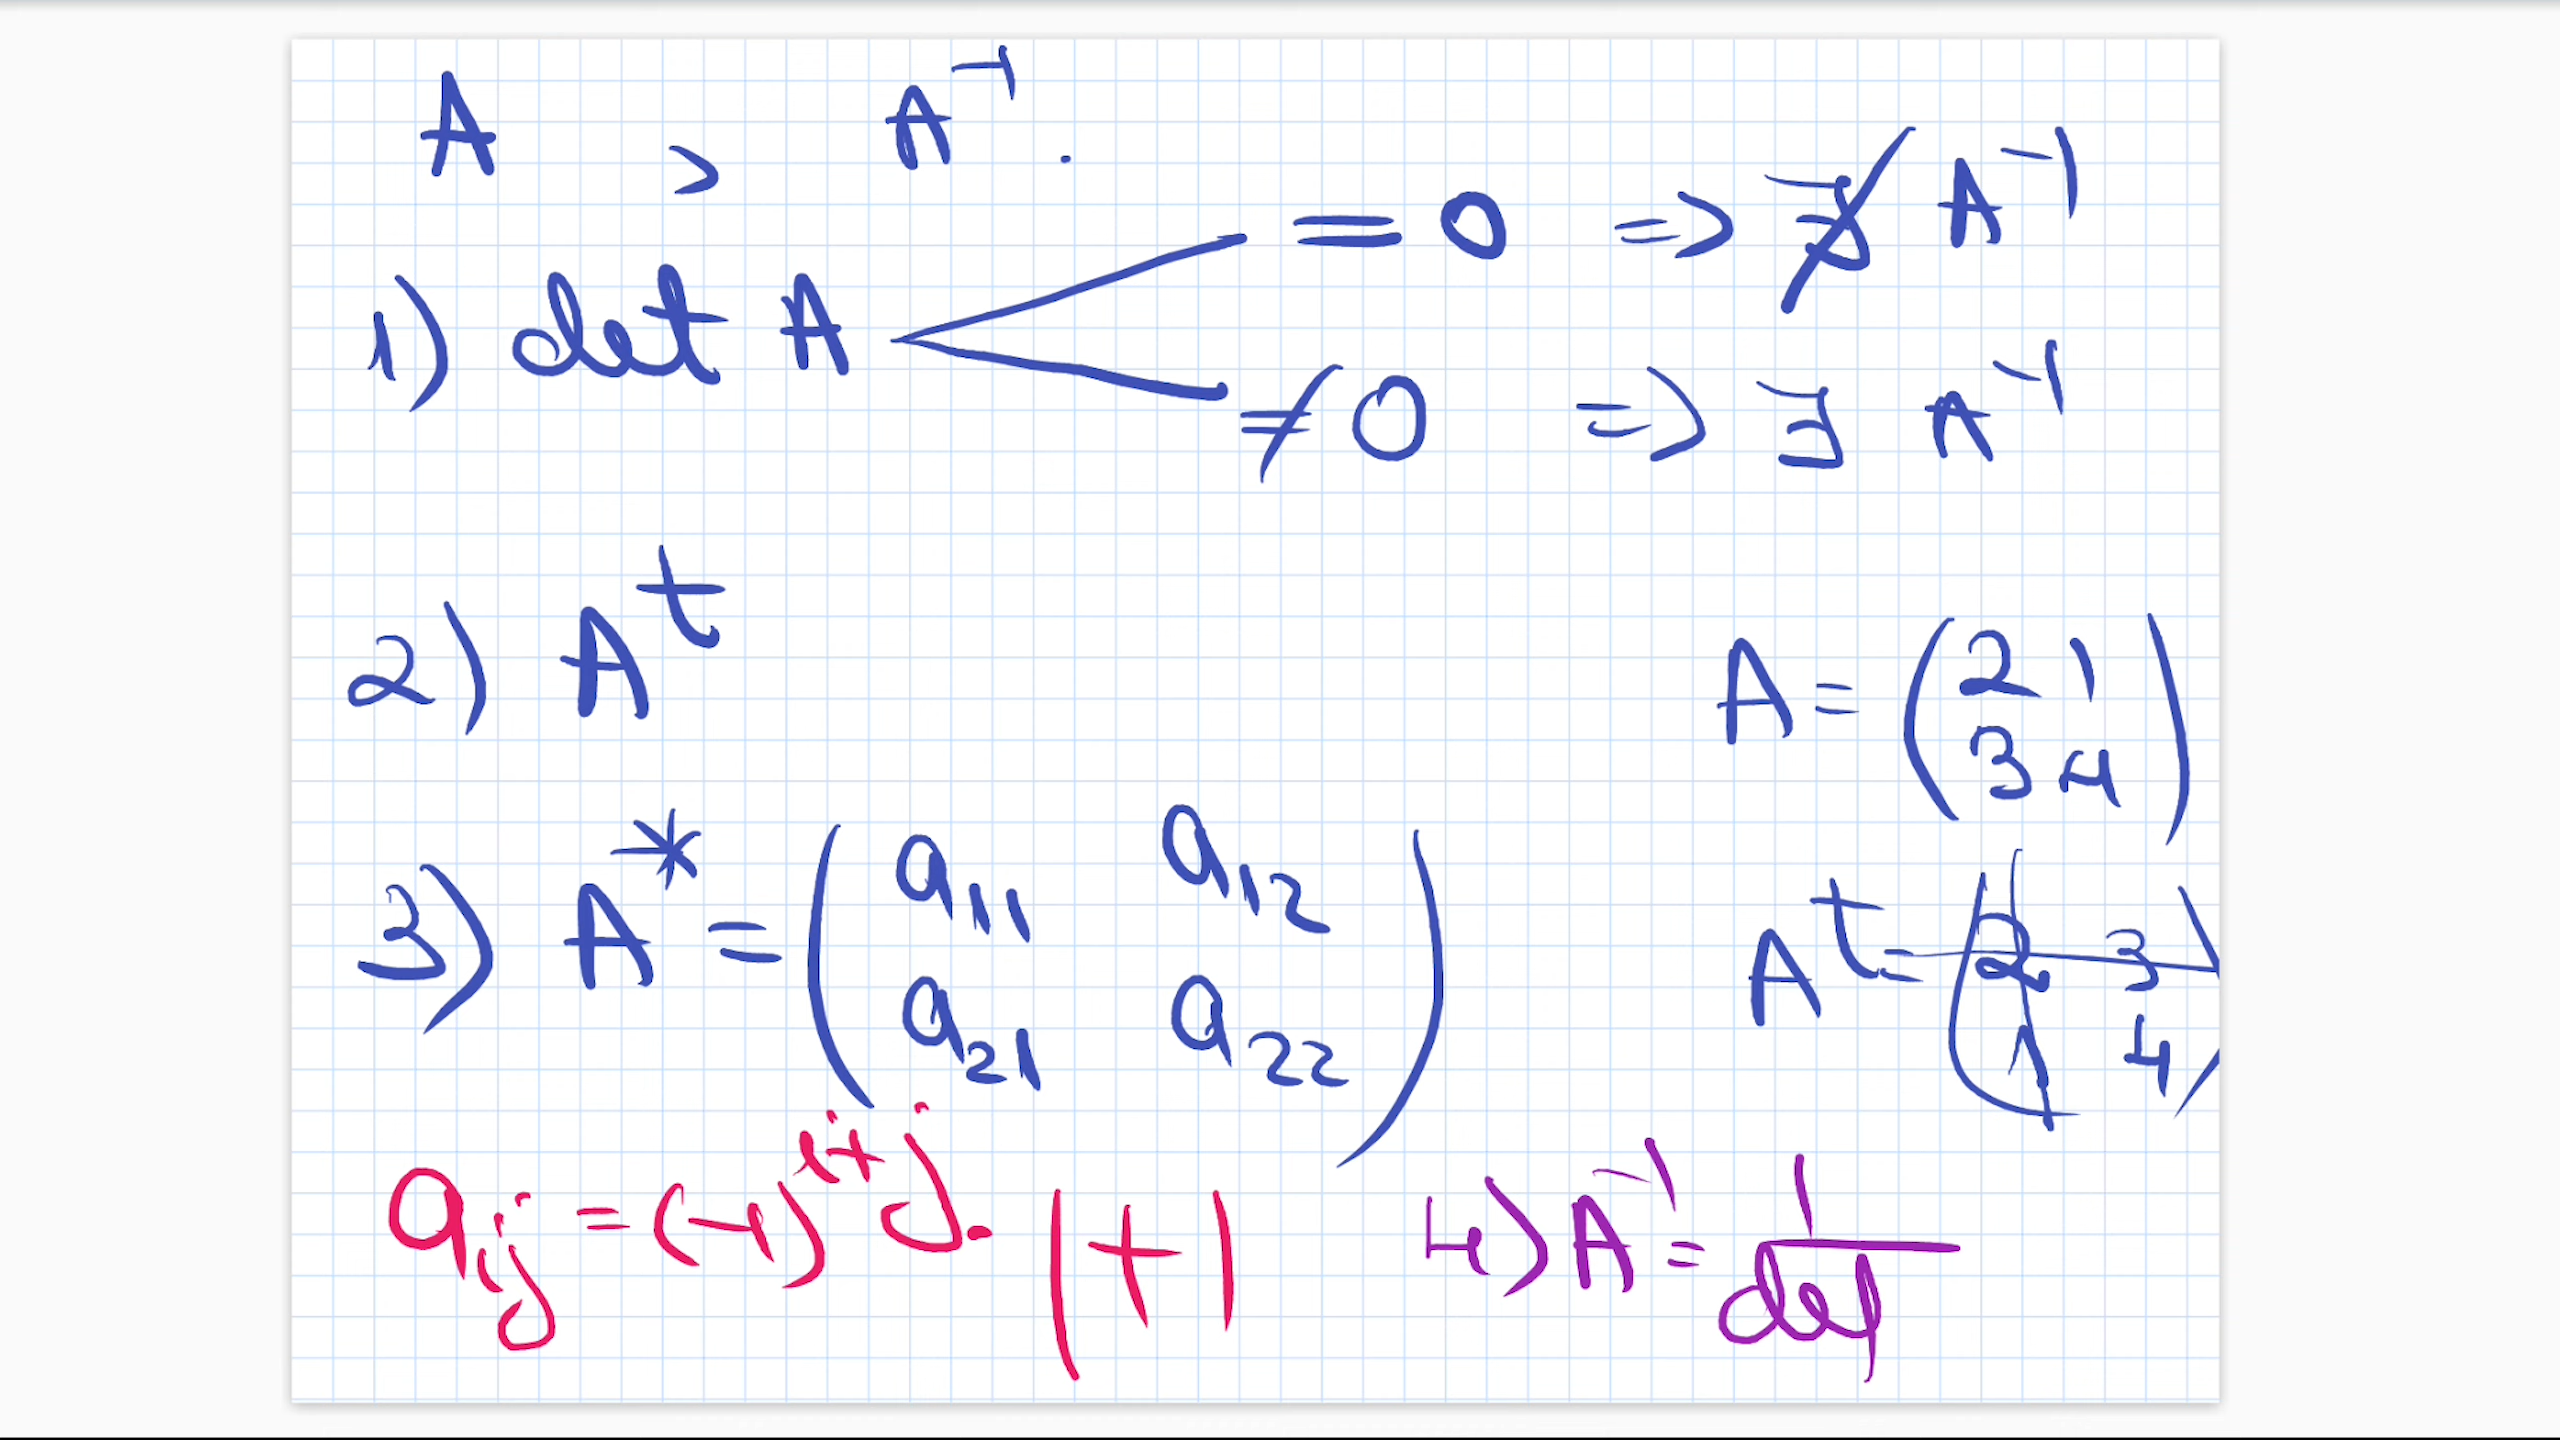 A , A⁻¹.
= 0 => ∄ A⁻¹
1) det A
≠ 0 => ∃ A⁻¹
2) Aᵗ
A = (2 1
3 4)
3) A* = (a₁₁ a₁₂
a₂₁ a₂₂)
Aᵗ = (2 3
1 4)
aᵢⱼ = (-1)ⁱ⁺ʲ · | + |
4) A⁻¹ = 1/det